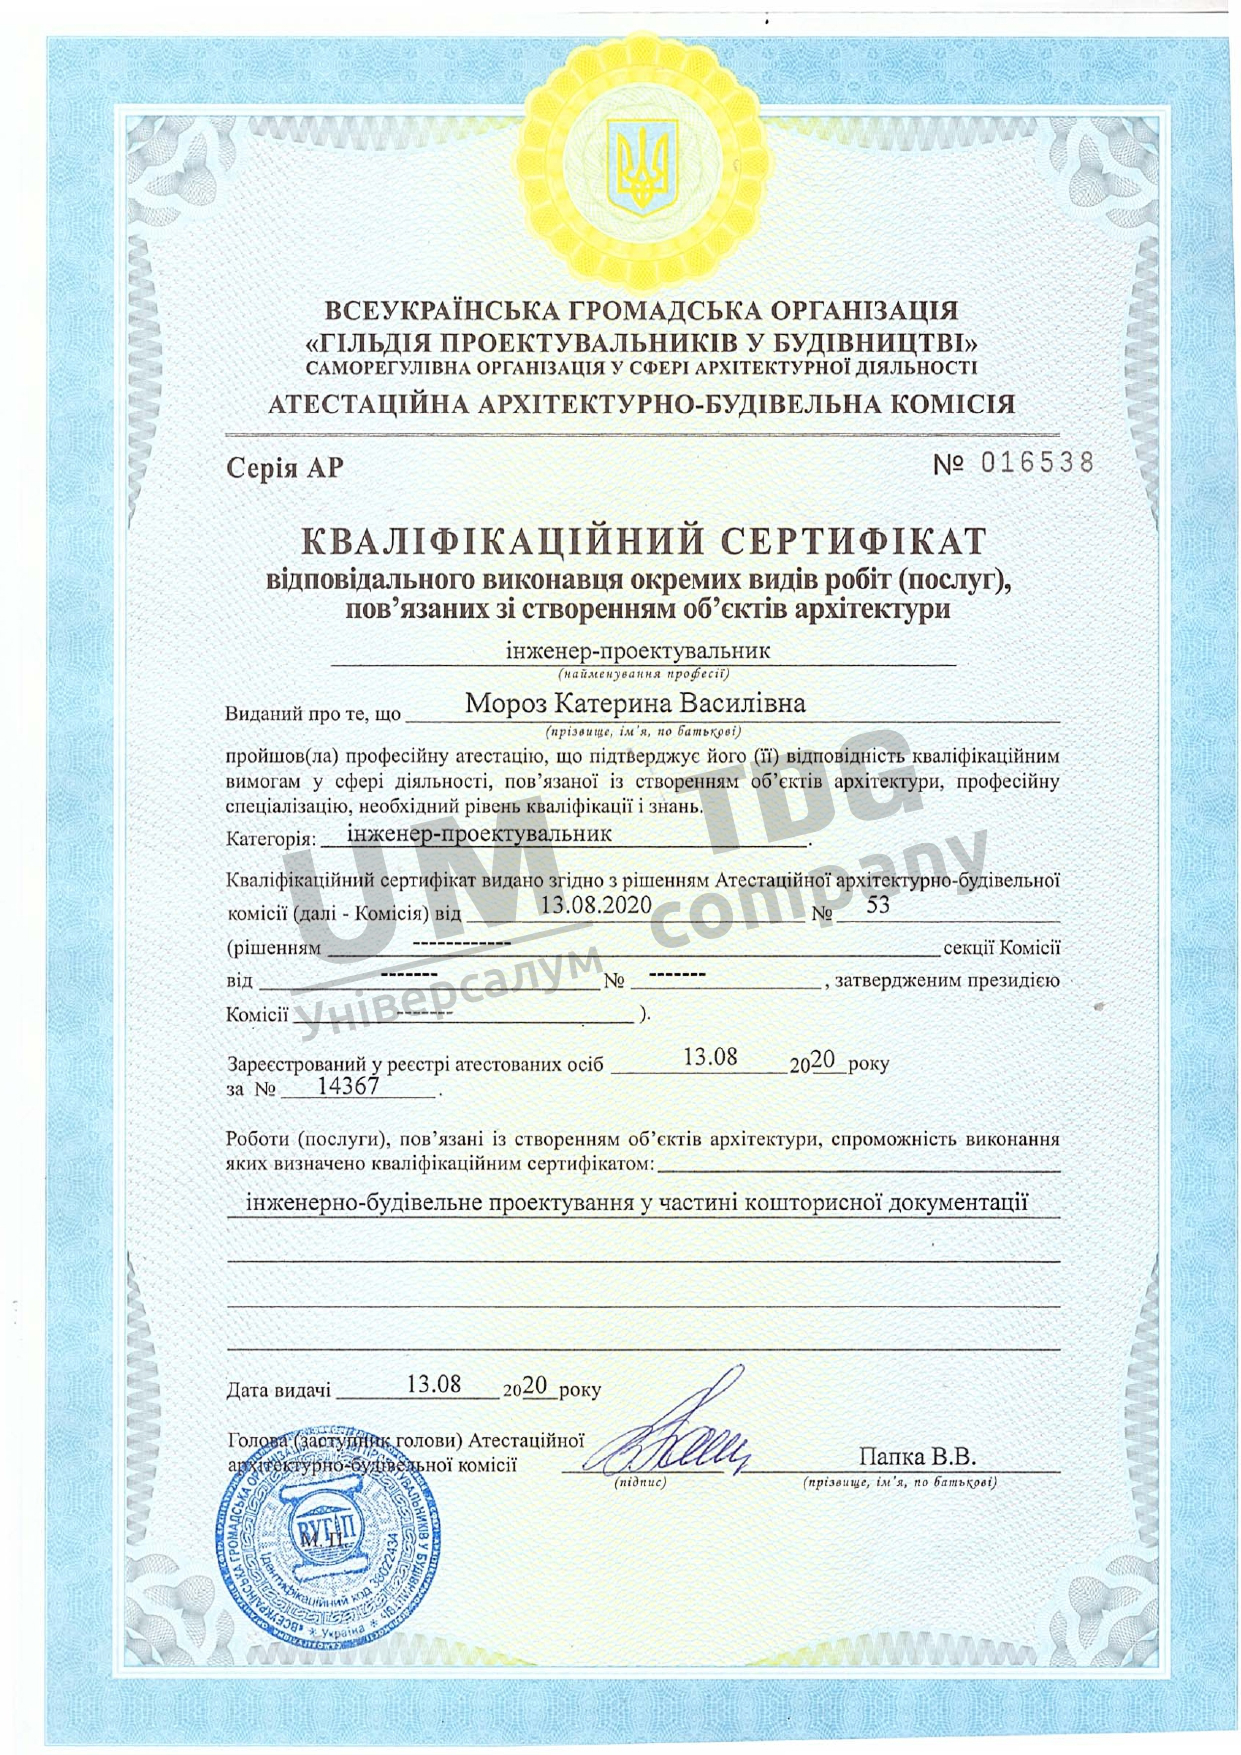 ВСЕУКРАЇНСЬКА ГРОМАДСЬКА ОРГАНІЗАЦІЯ
«ГІЛЬДІЯ ПРОЕКТУВАЛЬНИКІВ У БУДІВНИЦТВІ»
САМОРЕГУЛІВНА ОРГАНІЗАЦІЯ У СФЕРІ АРХІТЕКТУРНОЇ ДІЯЛЬНОСТІ
АТЕСТАЦІЙНА АРХІТЕКТУРНО-БУДІВЕЛЬНА КОМІСІЯ
Серія АР № 016538
КВАЛІФІКАЦІЙНИЙ СЕРТИФІКАТ
відповідального виконавця окремих видів робіт (послуг),
пов’язаних зі створенням об’єктів архітектури
інженер-проектувальник
(найменування професії)
Виданий про те, що Мороз Катерина Василівна
(прізвище, ім’я, по батькові)
пройшов(ла) професійну атестацію, що підтверджує його (її) відповідність кваліфікаційним
вимогам у сфері діяльності, пов’язаної із створенням об’єктів архітектури, професійну
спеціалізацію, необхідний рівень кваліфікації і знань.
Категорія: інженер-проектувальник.
UM TDG
Універсалум company
Кваліфікаційний сертифікат видано згідно з рішенням Атестаційної архітектурно-будівельної
комісії (далі - Комісія) від 13.08.2020 № 53
(рішенням ------------ секції Комісії
від ------- № -------, затвердженим президією
Комісії ------- ).
Зареєстрований у реєстрі атестованих осіб 13.08 2020 року
за № 14367.
Роботи (послуги), пов’язані із створенням об’єктів архітектури, спроможність виконання
яких визначено кваліфікаційним сертифікатом:
інженерно-будівельне проектування у частині кошторисної документації
Дата видачі 13.08 2020 року
Голова (заступник голови) Атестаційної
архітектурно-будівельної комісії Папка В.В.
(підпис) (прізвище, ім’я, по батькові)
М. П.
ВУГІП
Ідентифікаційний код 38022434
* Україна *